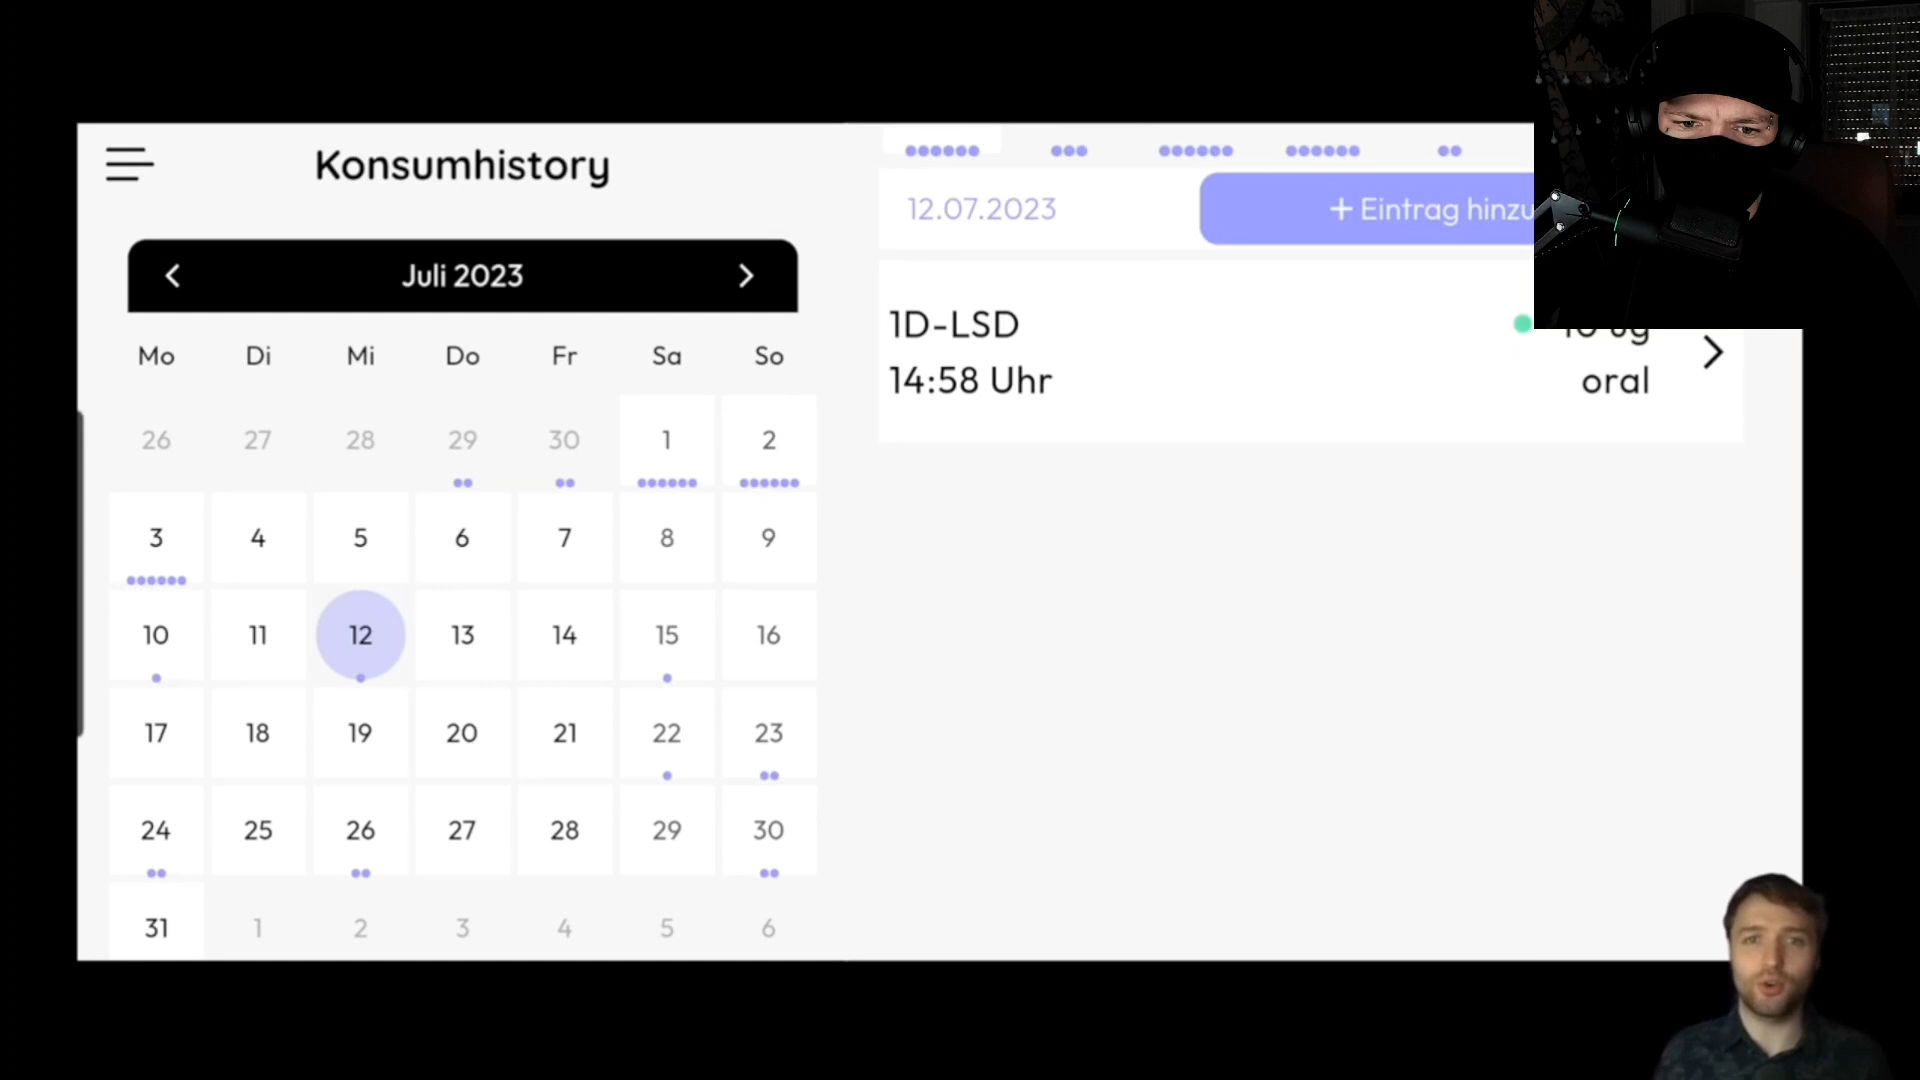 Konsumhistory
Juli 2023
Mo Di Mi Do Fr Sa So
26 27 28 29 30 1 2
3 4 5 6 7 8 9
10 11 12 13 14 15 16
17 18 19 20 21 22 23
24 25 26 27 28 29 30
31 1 2 3 4 5 6
12.07.2023
+ Eintrag hinzu
1D-LSD
14:58 Uhr
oral